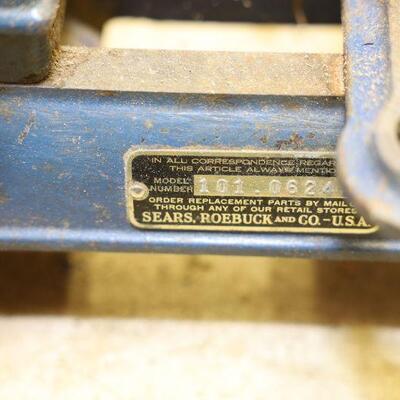 IN ALL CORRESPONDENCE REGAR
THIS ARTICLE ALWAYS MENTIO
MODEL NUMBER 101.0624
ORDER REPLACEMENT PARTS BY MAIL
THROUGH ANY OF OUR RETAIL STORES
SEARS, ROEBUCK AND CO.-U.S.A.